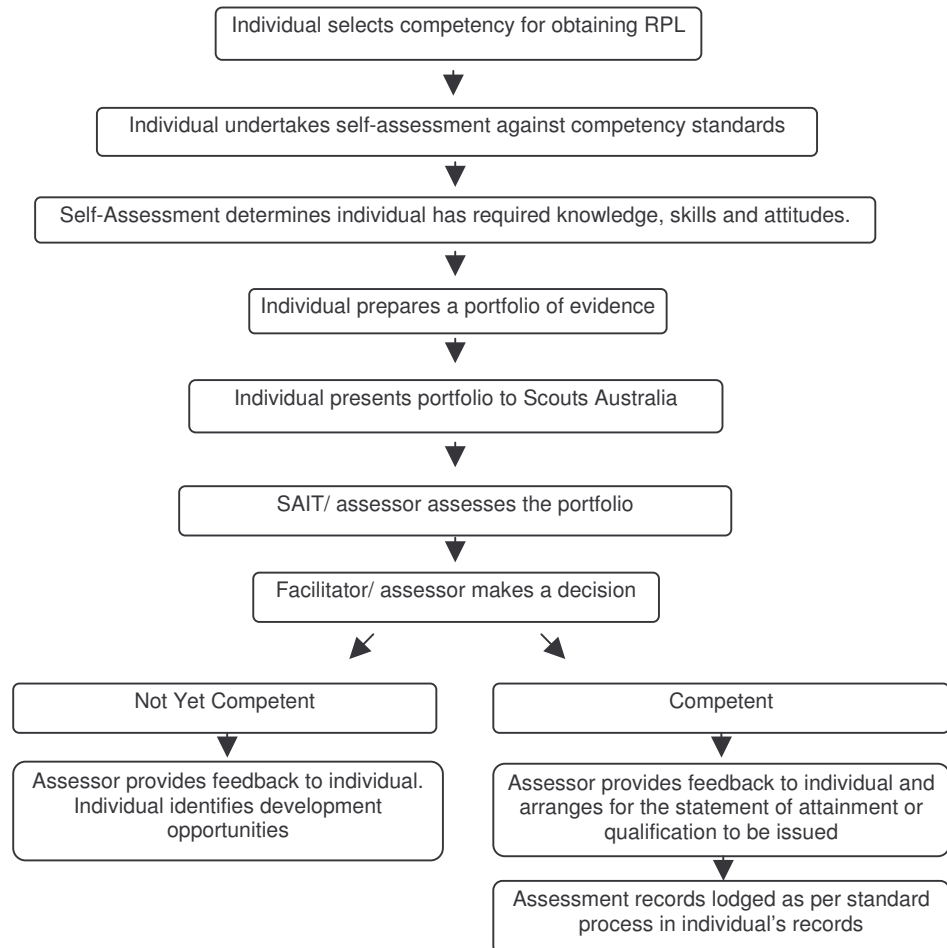 Individual selects competency for obtaining RPL
Individual undertakes self-assessment against competency standards
Self-Assessment determines individual has required knowledge, skills and attitudes.
Individual prepares a portfolio of evidence
Individual presents portfolio to Scouts Australia
SAIT/ assessor assesses the portfolio
Facilitator/ assessor makes a decision
Not Yet Competent
Assessor provides feedback to individual.
Individual identifies development
opportunities
Competent
Assessor provides feedback to individual and
arranges for the statement of attainment or
qualification to be issued
Assessment records lodged as per standard
process in individual's records